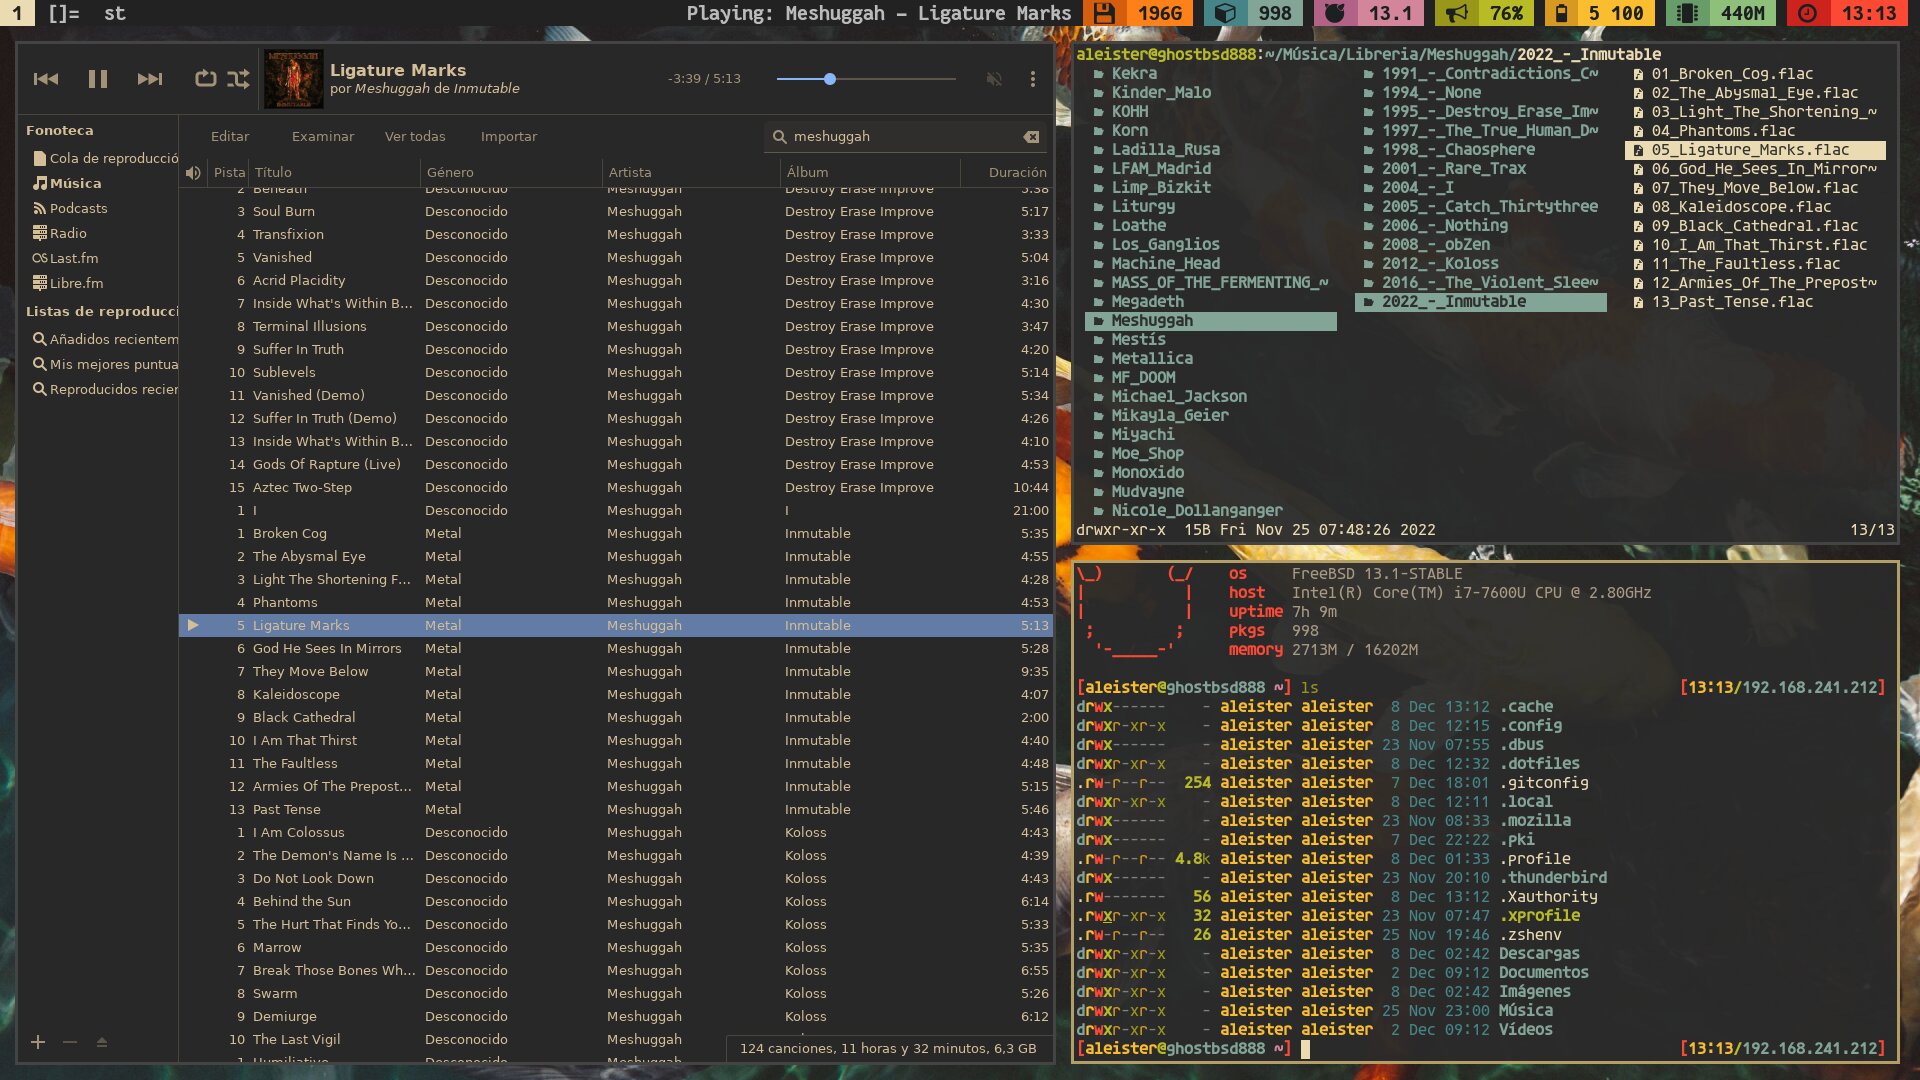 1 []= st Playing: Meshuggah – Ligature Marks 196G 998 13.1 76% 5 100 440M 13:13
Ligature Marks
por Meshuggah de Inmutable
-3:39 / 5:13
Fonoteca
Cola de reproducció
Música
Podcasts
Radio
Last.fm
Libre.fm
Listas de reproducci
Añadidos recientem
Mis mejores puntua
Reproducidos recier
Editar Examinar Ver todas Importar meshuggah
Pista Título Género Artista Álbum Duración
2 Beneath Desconocido Meshuggah Destroy Erase Improve 5:38
3 Soul Burn Desconocido Meshuggah Destroy Erase Improve 5:17
4 Transfixion Desconocido Meshuggah Destroy Erase Improve 3:33
5 Vanished Desconocido Meshuggah Destroy Erase Improve 5:04
6 Acrid Placidity Desconocido Meshuggah Destroy Erase Improve 3:16
7 Inside What's Within B... Desconocido Meshuggah Destroy Erase Improve 4:30
8 Terminal Illusions Desconocido Meshuggah Destroy Erase Improve 3:47
9 Suffer In Truth Desconocido Meshuggah Destroy Erase Improve 4:20
10 Sublevels Desconocido Meshuggah Destroy Erase Improve 5:14
11 Vanished (Demo) Desconocido Meshuggah Destroy Erase Improve 5:34
12 Suffer In Truth (Demo) Desconocido Meshuggah Destroy Erase Improve 4:26
13 Inside What's Within B... Desconocido Meshuggah Destroy Erase Improve 4:10
14 Gods Of Rapture (Live) Desconocido Meshuggah Destroy Erase Improve 4:53
15 Aztec Two-Step Desconocido Meshuggah Destroy Erase Improve 10:44
1 I Desconocido Meshuggah I 21:00
1 Broken Cog Metal Meshuggah Inmutable 5:35
2 The Abysmal Eye Metal Meshuggah Inmutable 4:55
3 Light The Shortening F... Metal Meshuggah Inmutable 4:28
4 Phantoms Metal Meshuggah Inmutable 4:53
5 Ligature Marks Metal Meshuggah Inmutable 5:13
6 God He Sees In Mirrors Metal Meshuggah Inmutable 5:28
7 They Move Below Metal Meshuggah Inmutable 9:35
8 Kaleidoscope Metal Meshuggah Inmutable 4:07
9 Black Cathedral Metal Meshuggah Inmutable 2:00
10 I Am That Thirst Metal Meshuggah Inmutable 4:40
11 The Faultless Metal Meshuggah Inmutable 4:48
12 Armies Of The Prepost... Metal Meshuggah Inmutable 5:15
13 Past Tense Metal Meshuggah Inmutable 5:46
1 I Am Colossus Desconocido Meshuggah Koloss 4:43
2 The Demon's Name Is ... Desconocido Meshuggah Koloss 4:39
3 Do Not Look Down Desconocido Meshuggah Koloss 4:43
4 Behind the Sun Desconocido Meshuggah Koloss 6:14
5 The Hurt That Finds Yo... Desconocido Meshuggah Koloss 5:33
6 Marrow Desconocido Meshuggah Koloss 5:35
7 Break Those Bones Wh... Desconocido Meshuggah Koloss 6:55
8 Swarm Desconocido Meshuggah Koloss 5:26
9 Demiurge Desconocido Meshuggah Koloss 6:12
10 The Last Vigil Desconocido Meshuggah
1 Humiliative Desconocido Meshuggah
124 canciones, 11 horas y 32 minutos, 6,3 GB
aleister@ghostbsd888:~/Música/Libreria/Meshuggah/2022_-_Inmutable
Kekra 1991_-_Contradictions_C~ 01_Broken_Cog.flac
Kinder_Malo 1994_-_None 02_The_Abysmal_Eye.flac
KOHH 1995_-_Destroy_Erase_Im~ 03_Light_The_Shortening_~
Korn 1997_-_The_True_Human_D~ 04_Phantoms.flac
Ladilla_Rusa 1998_-_Chaosphere 05_Ligature_Marks.flac
LFAM_Madrid 2001_-_Rare_Trax 06_God_He_Sees_In_Mirror~
Limp_Bizkit 2004_-_I 07_They_Move_Below.flac
Liturgy 2005_-_Catch_Thirtythree 08_Kaleidoscope.flac
Loathe 2006_-_Nothing 09_Black_Cathedral.flac
Los_Ganglios 2008_-_obZen 10_I_Am_That_Thirst.flac
Machine_Head 2012_-_Koloss 11_The_Faultless.flac
MASS_OF_THE_FERMENTING_~ 2016_-_The_Violent_Slee~ 12_Armies_Of_The_Prepost~
Megadeth 2022_-_Inmutable 13_Past_Tense.flac
Meshuggah
Mestís
Metallica
MF_DOOM
Michael_Jackson
Mikayla_Geier
Miyachi
Moe_Shop
Monoxido
Mudvayne
Nicole_Dollanganger
drwxr-xr-x 15B Fri Nov 25 07:48:26 2022 13/13
\_) (_/ os FreeBSD 13.1-STABLE
| | host Intel(R) Core(TM) i7-7600U CPU @ 2.80GHz
| | uptime 7h 9m
; ; pkgs 998
'-_____-' memory 2713M / 16202M
[aleister@ghostbsd888 ~] ls [13:13/192.168.241.212]
drwx------ - aleister aleister 8 Dec 13:12 .cache
drwxr-xr-x - aleister aleister 8 Dec 12:15 .config
drwx------ - aleister aleister 23 Nov 07:55 .dbus
drwxr-xr-x - aleister aleister 8 Dec 12:32 .dotfiles
.rw-r--r-- 254 aleister aleister 7 Dec 18:01 .gitconfig
drwxr-xr-x - aleister aleister 8 Dec 12:11 .local
drwx------ - aleister aleister 23 Nov 08:33 .mozilla
drwx------ - aleister aleister 7 Dec 22:22 .pki
.rw-r--r-- 4.8k aleister aleister 8 Dec 01:33 .profile
drwx------ - aleister aleister 23 Nov 20:10 .thunderbird
.rw------- 56 aleister aleister 8 Dec 13:12 .Xauthority
.rwxr-xr-x 32 aleister aleister 23 Nov 07:47 .xprofile
.rw-r--r-- 26 aleister aleister 25 Nov 19:46 .zshenv
drwxr-xr-x - aleister aleister 8 Dec 02:42 Descargas
drwxr-xr-x - aleister aleister 2 Dec 09:12 Documentos
drwxr-xr-x - aleister aleister 8 Dec 02:42 Imágenes
drwxr-xr-x - aleister aleister 25 Nov 23:00 Música
drwxr-xr-x - aleister aleister 2 Dec 09:12 Vídeos
[aleister@ghostbsd888 ~] [13:13/192.168.241.212]